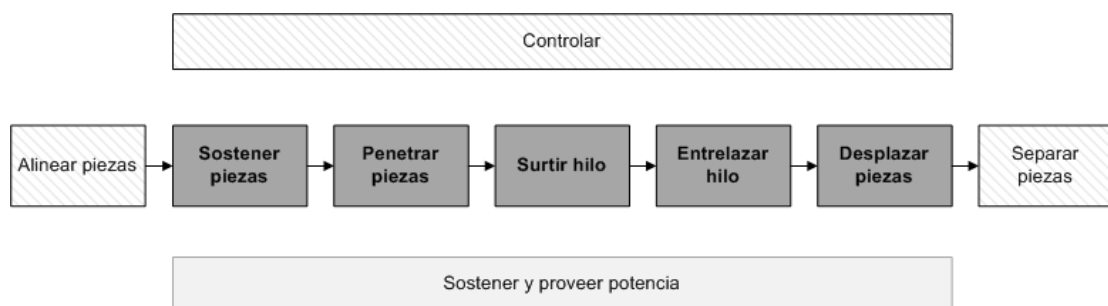 Controlar
Alinear piezas
Sostener
piezas
Penetrar
piezas
Surtir hilo
Entrelazar
hilo
Desplazar
piezas
Separar
piezas
Sostener y proveer potencia